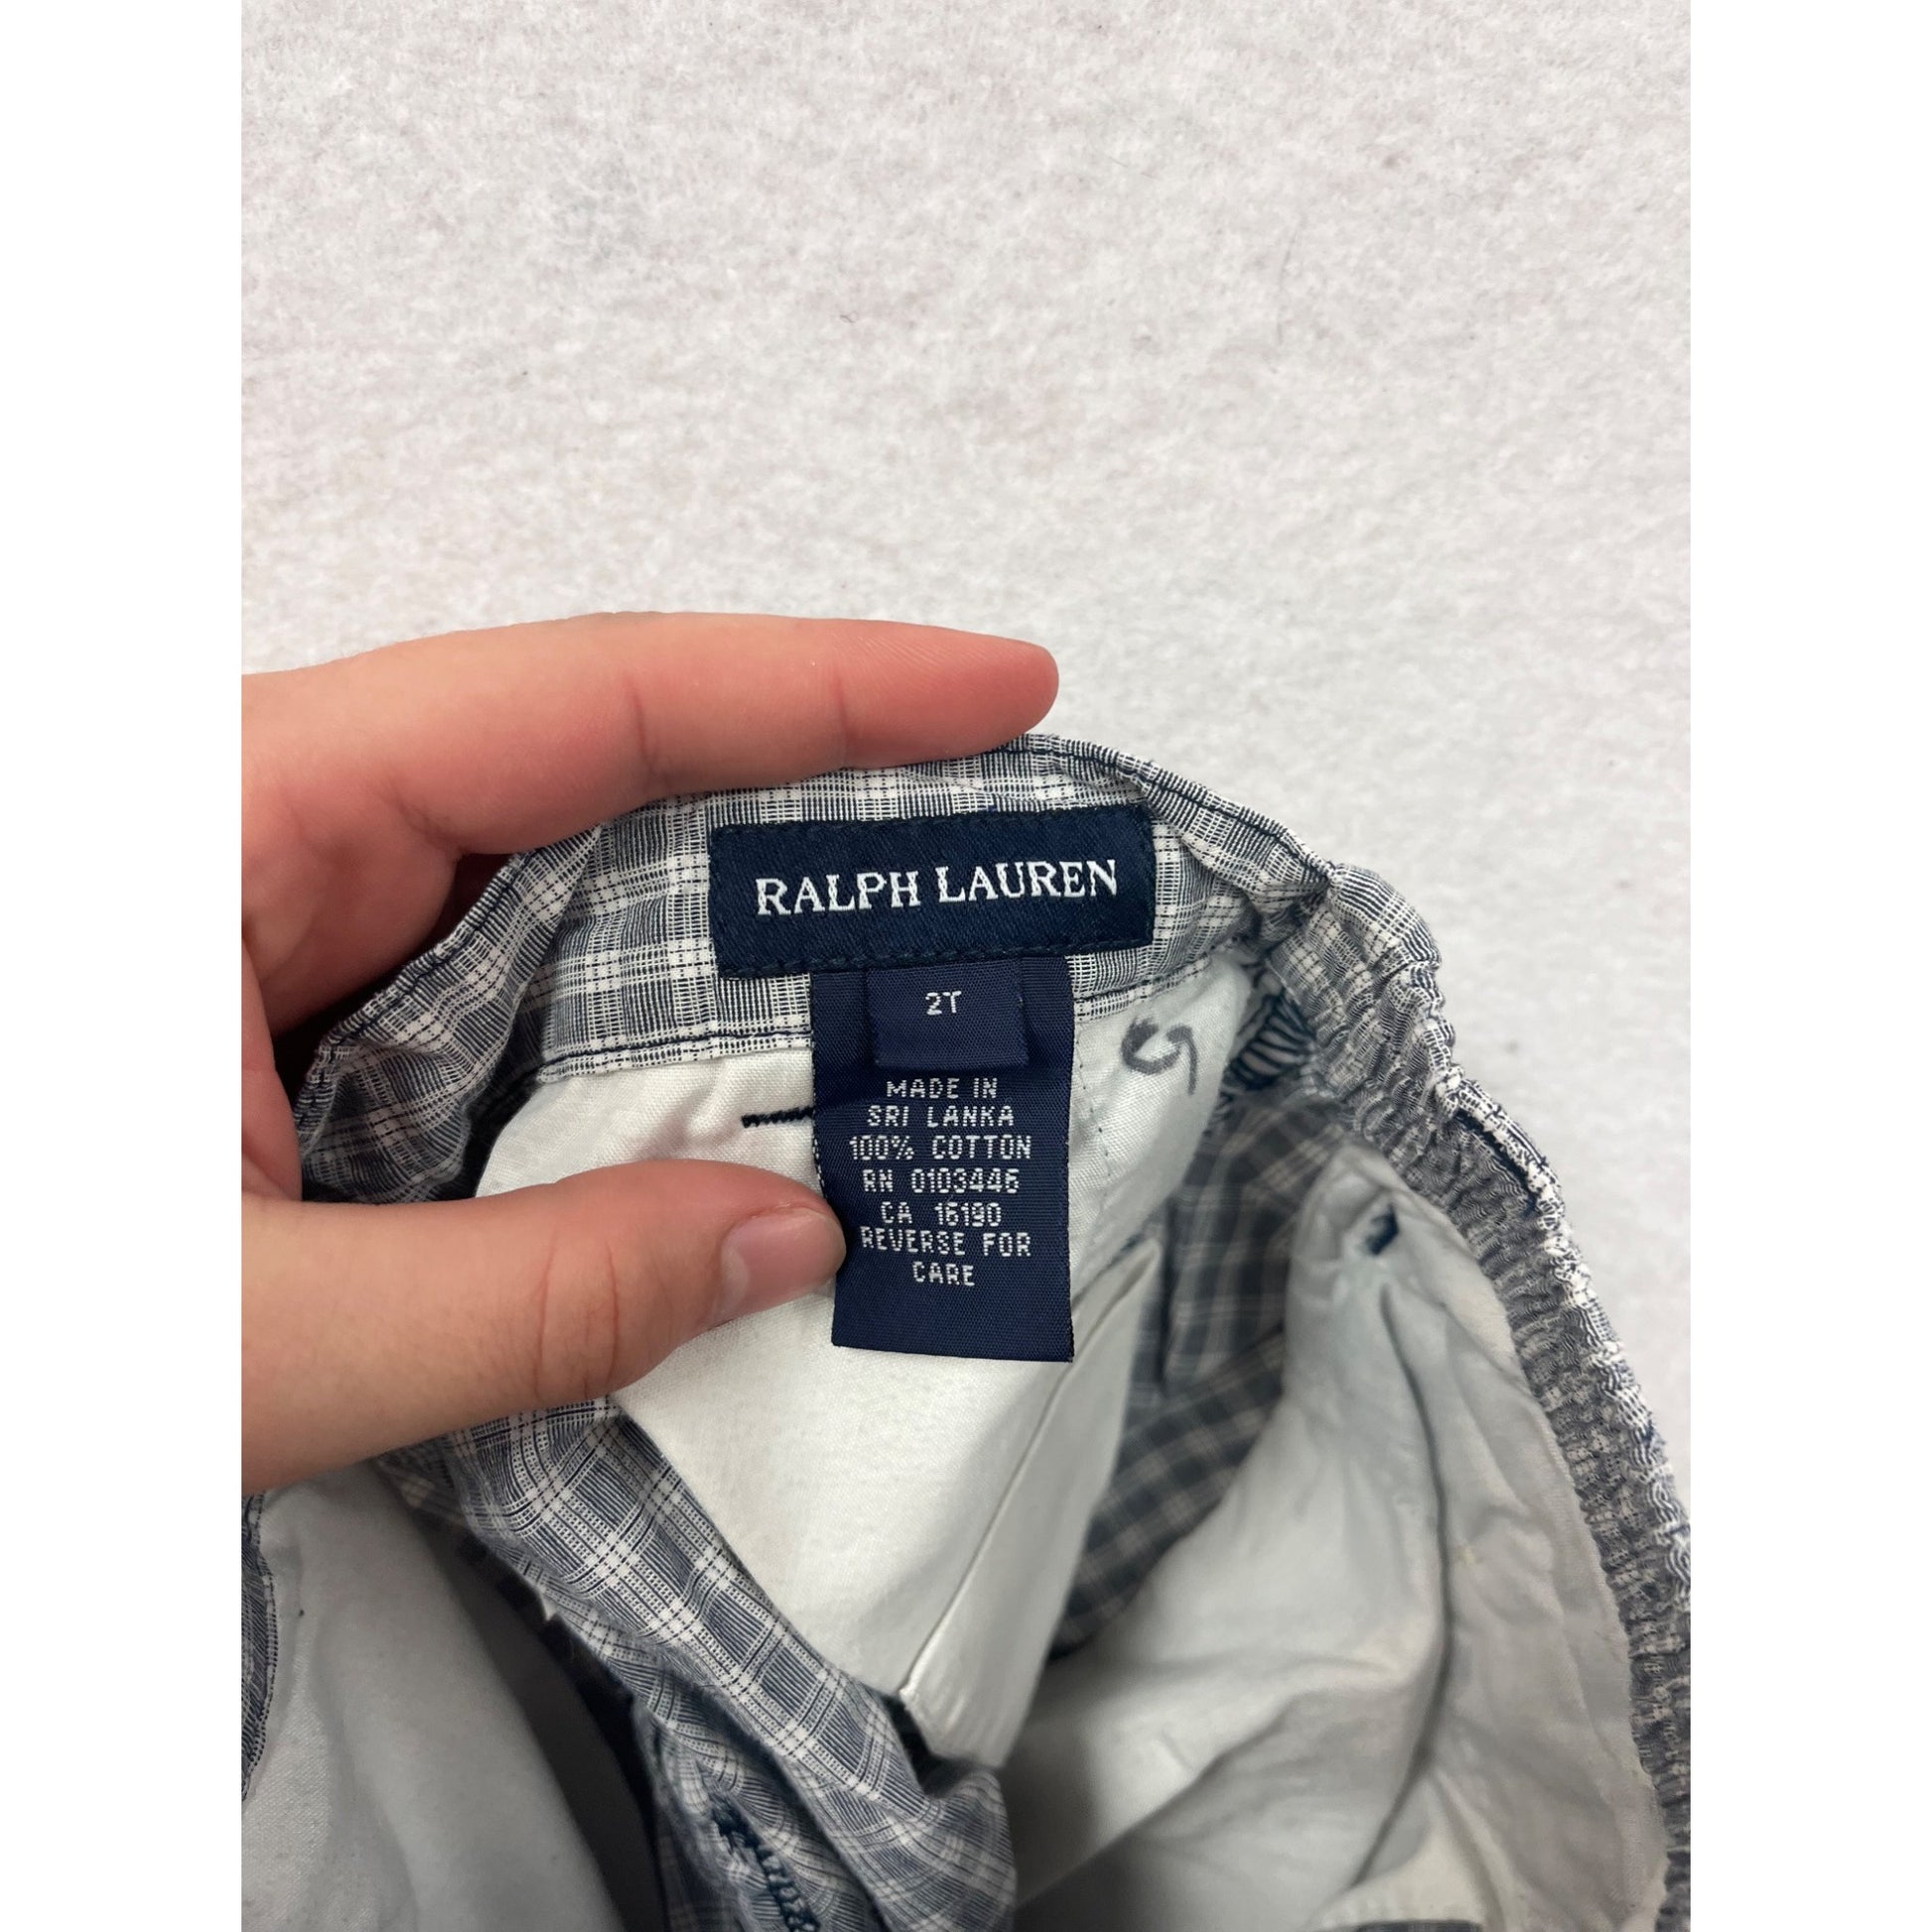 RALPH LAUREN
2T
MADE IN
SRI LANKA
100% COTTON
RN 0103446
CA 16190
REVERSE FOR
CARE